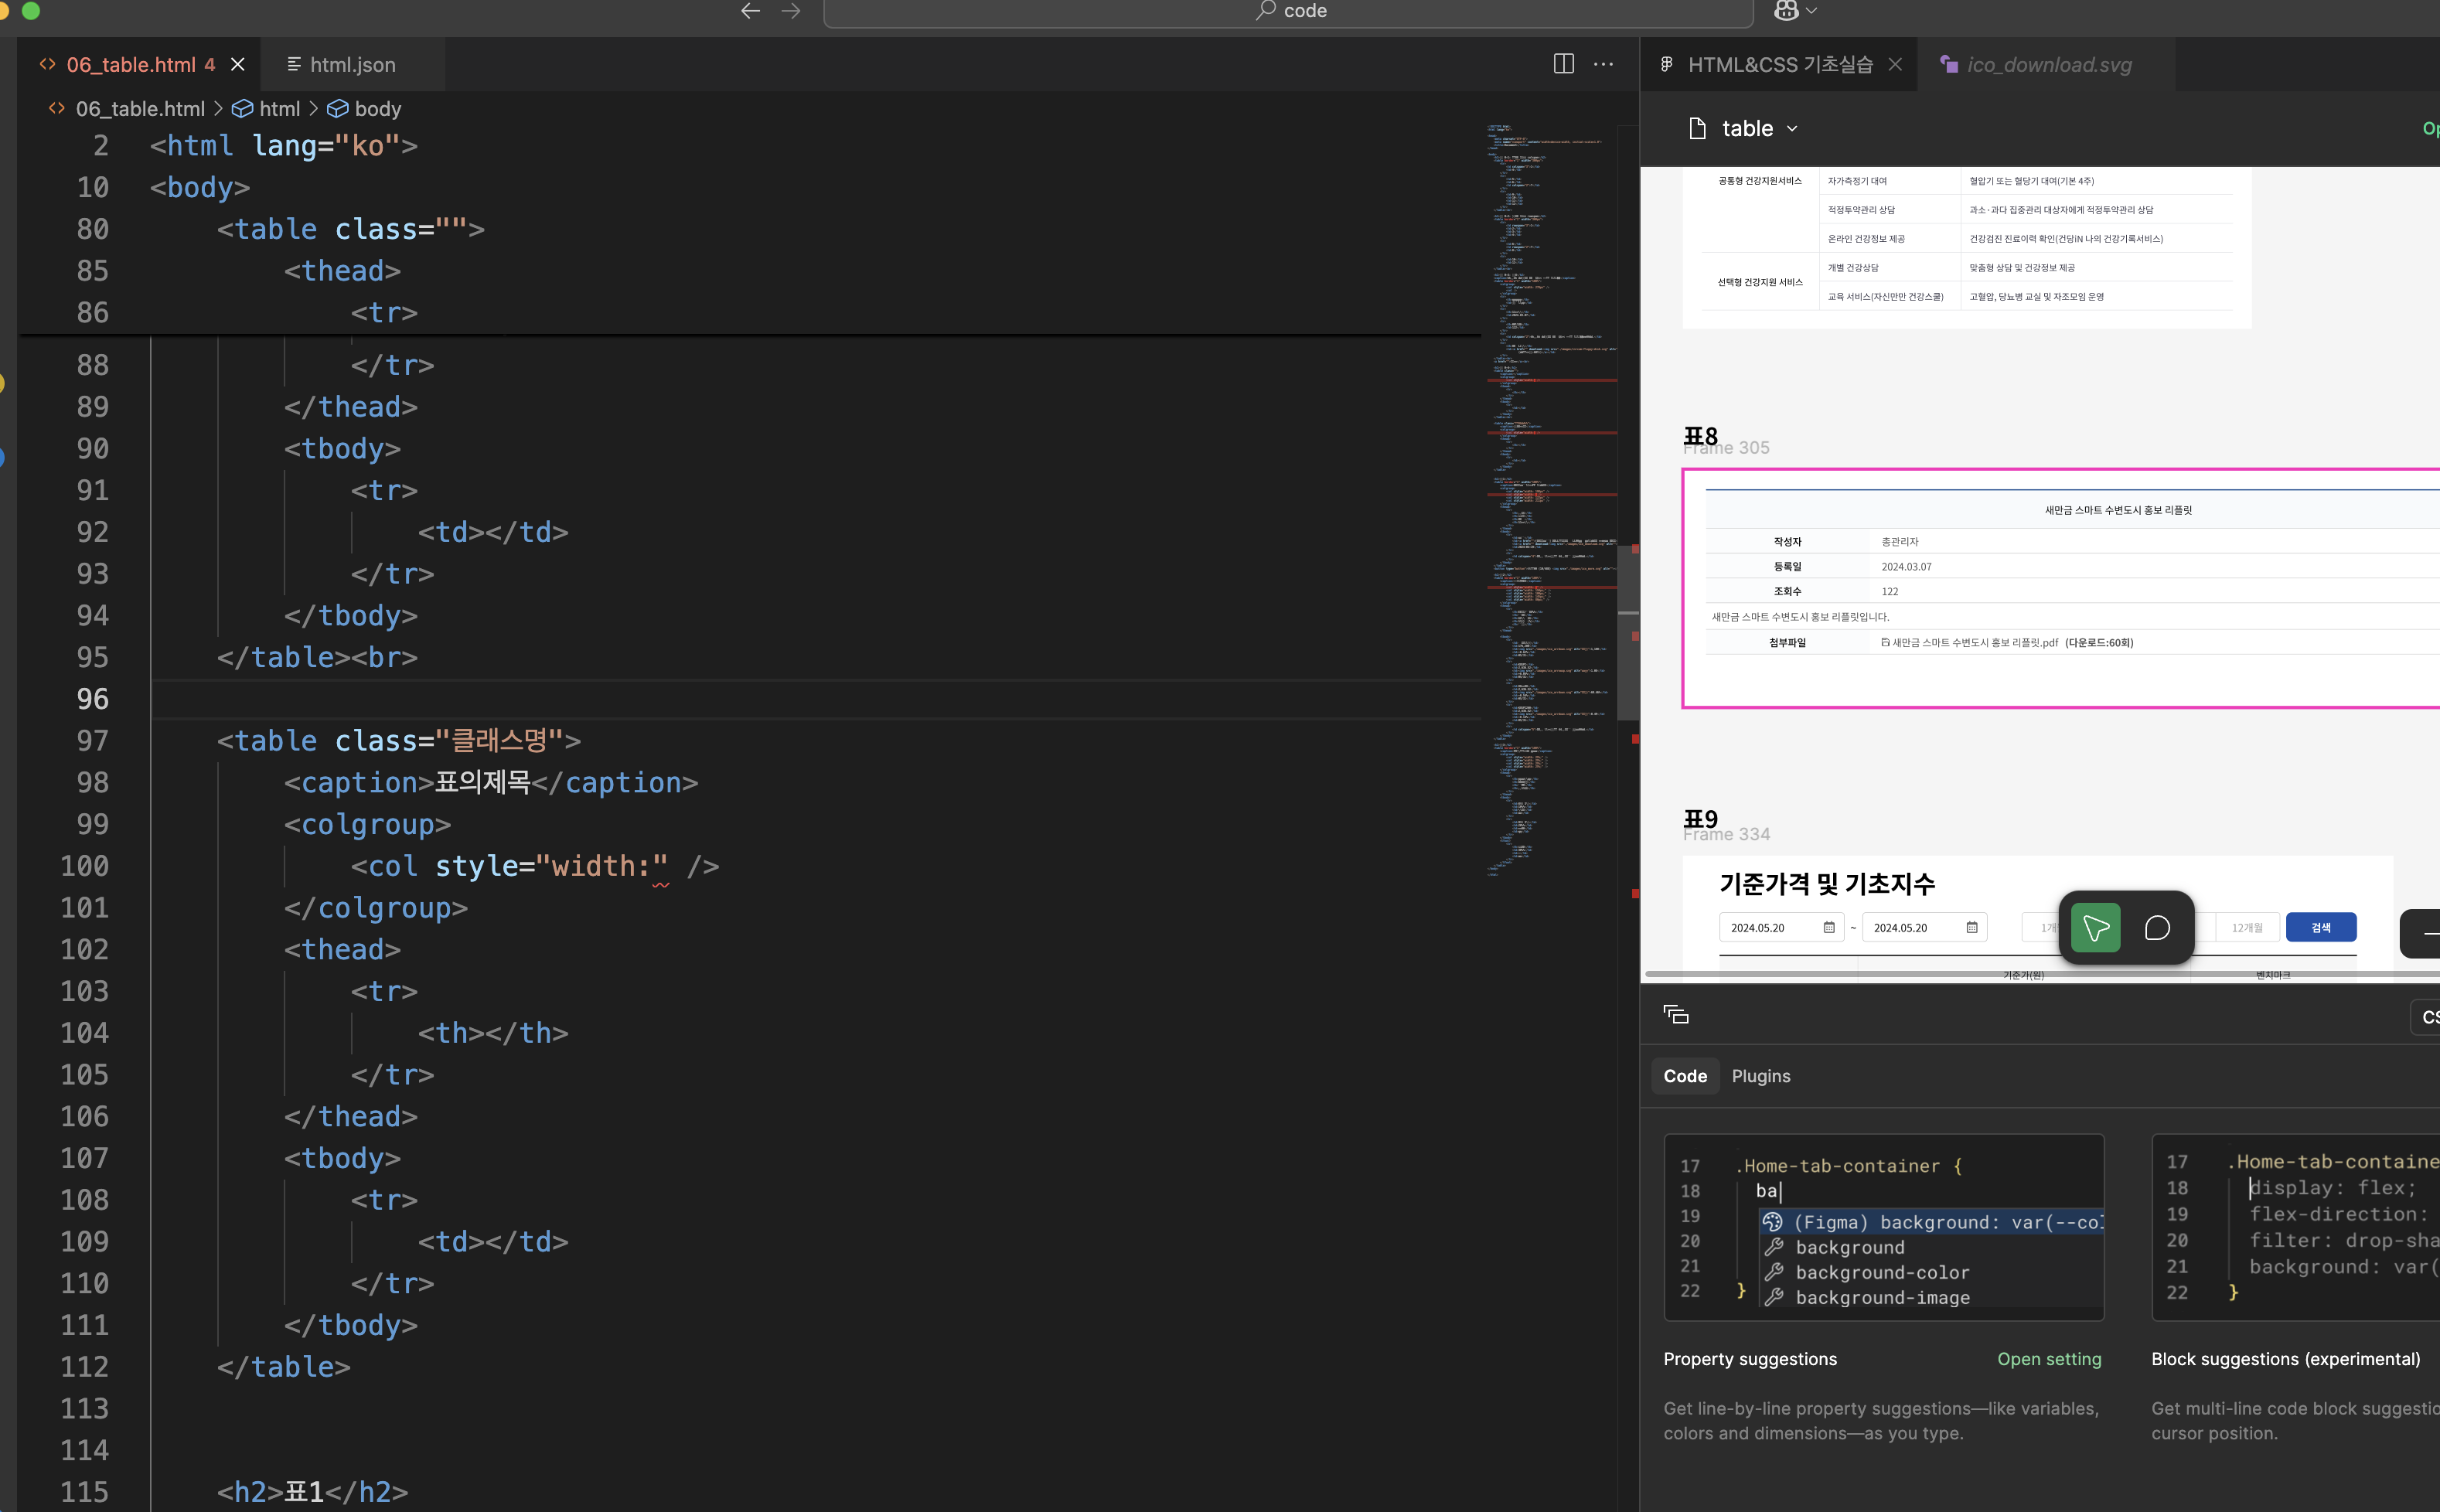 code
06_table.html 4
html.json
06_table.html > html > body
2 <html lang="ko">
10 <body>
80 <table class="">
85 <thead>
86 <tr>
88 </tr>
89 </thead>
90 <tbody>
91 <tr>
92 <td></td>
93 </tr>
94 </tbody>
95 </table><br>
96
97 <table class="클래스명">
98 <caption>표의제목</caption>
99 <colgroup>
100 <col style="width:" />
101 </colgroup>
102 <thead>
103 <tr>
104 <th></th>
105 </tr>
106 </thead>
107 <tbody>
108 <tr>
109 <td></td>
110 </tr>
111 </tbody>
112 </table>
113
114
115 <h2>표1</h2>
HTML&CSS 기초실습
ico_download.svg
table
공통형 건강지원서비스 자가측정기 대여 혈압기 또는 혈당기 대여(기본 4주)
적정투약관리 상담 과소·과다 집중관리 대상자에게 적정투약관리 상담
온라인 건강정보 제공 건강검진 진료이력 확인(건당iN 나의 건강기록서비스)
선택형 건강지원 서비스 개별 건강상담 맞춤형 상담 및 건강정보 제공
교육 서비스(자신만만 건강스쿨) 고혈압, 당뇨병 교실 및 자조모임 운영
표8
Frame 305
새만금 스마트 수변도시 홍보 리플릿
작성자 총관리자
등록일 2024.03.07
조회수 122
새만금 스마트 수변도시 홍보 리플릿입니다.
첨부파일 새만금 스마트 수변도시 홍보 리플릿.pdf (다운로드:60회)
표9
Frame 334
기준가격 및 기초지수
2024.05.20 ~ 2024.05.20 12개월 검색
기준가(원) 벤치마크
Code Plugins
17 .Home-tab-container {
18 ba
19 (Figma) background: var(--col
20 background
21 background-color
22 } background-image
Property suggestions Open setting
Get line-by-line property suggestions—like variables,
colors and dimensions—as you type.
17 .Home-tab-containe
18 display: flex;
19 flex-direction:
20 filter: drop-sha
21 background: var(
22 }
Block suggestions (experimental)
Get multi-line code block suggestio
cursor position.